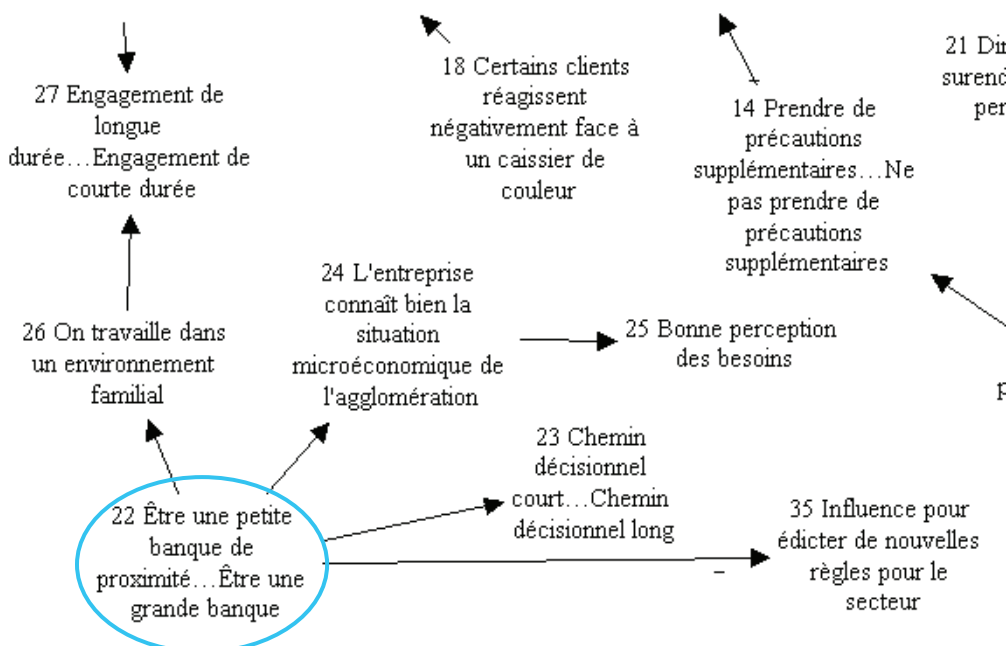 27 Engagement de
longue
durée…Engagement de
courte durée
18 Certains clients
réagissent
négativement face à
un caissier de
couleur
14 Prendre de
précautions
supplémentaires…Ne
pas prendre de
précautions
supplémentaires
21
26 On travaille dans
un environnement
familial
24 L'entreprise
connaît bien la
situation
microéconomique de
l'agglomération
25 Bonne perception
des besoins
22 Être une petite
banque de
proximité…Être une
grande banque
23 Chemin
décisionnel
court…Chemin
décisionnel long
35 Influence pour
édicter de nouvelles
règles pour le
secteur